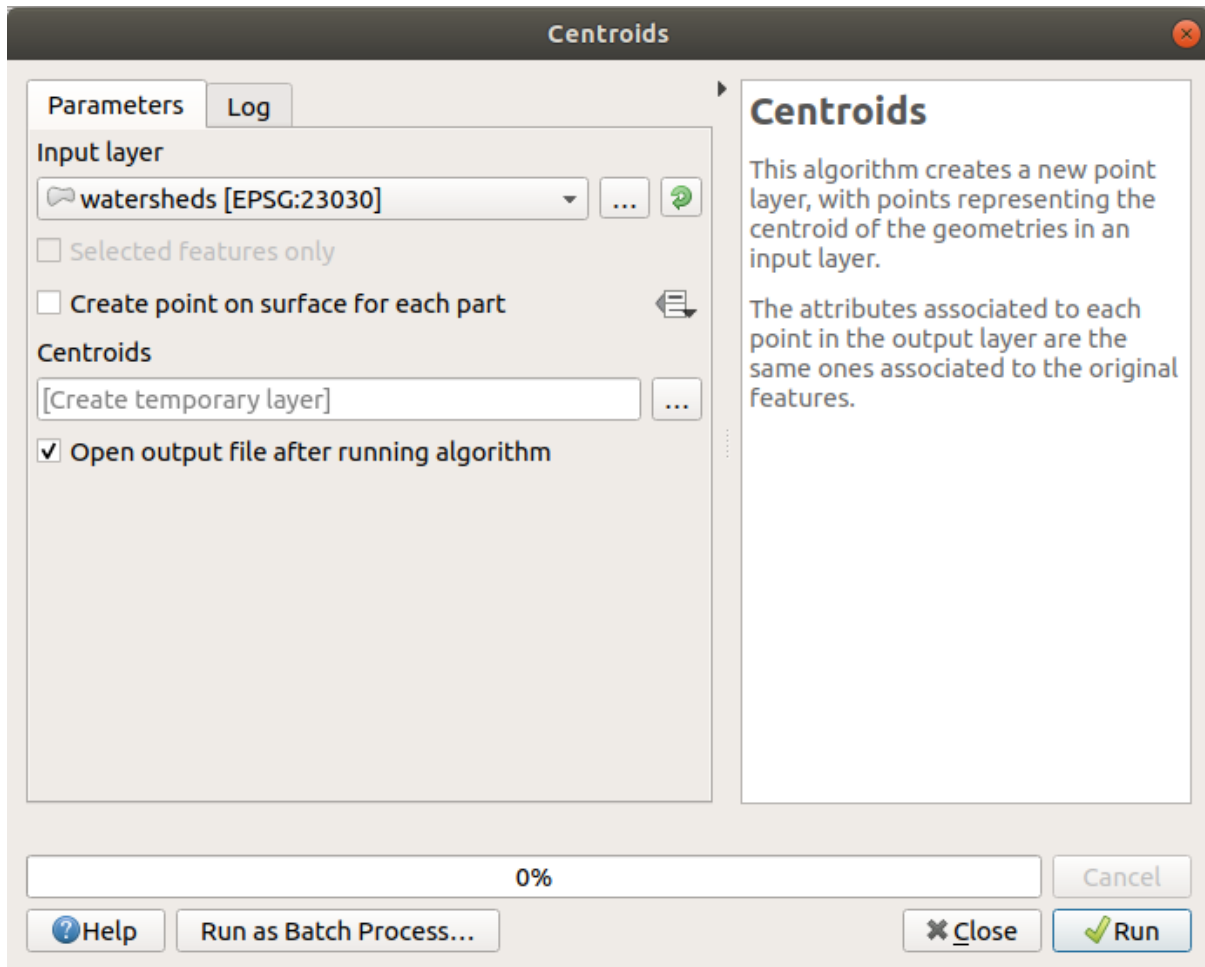 Centroids
Parameters
Log
Input layer
watersheds [EPSG:23030]
...
Selected features only
Create point on surface for each part
Centroids
[Create temporary layer]
...
Open output file after running algorithm
Centroids
This algorithm creates a new point
layer, with points representing the
centroid of the geometries in an
input layer.
The attributes associated to each
point in the output layer are the
same ones associated to the original
features.
0%
Cancel
?Help
Run as Batch Process...
Close
Run